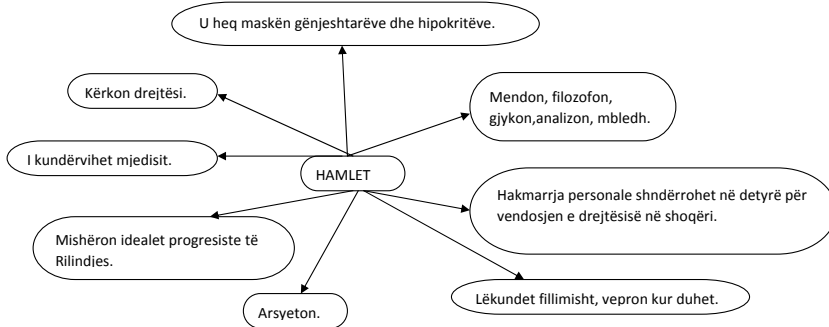 U heq maskën gënjeshtarëve dhe hipokritëve.
Kërkon drejtësi.
Mendon, filozofon,
gjykon,analizon, mbledh.
I kundërvihet mjedisit.
HAMLET
Hakmarrja personale shndërrohet në detyrë për
vendosjen e drejtësisë në shoqëri.
Mishëron idealet progresiste të
Rilindjes.
Lëkundet fillimisht, vepron kur duhet.
Arsyeton.